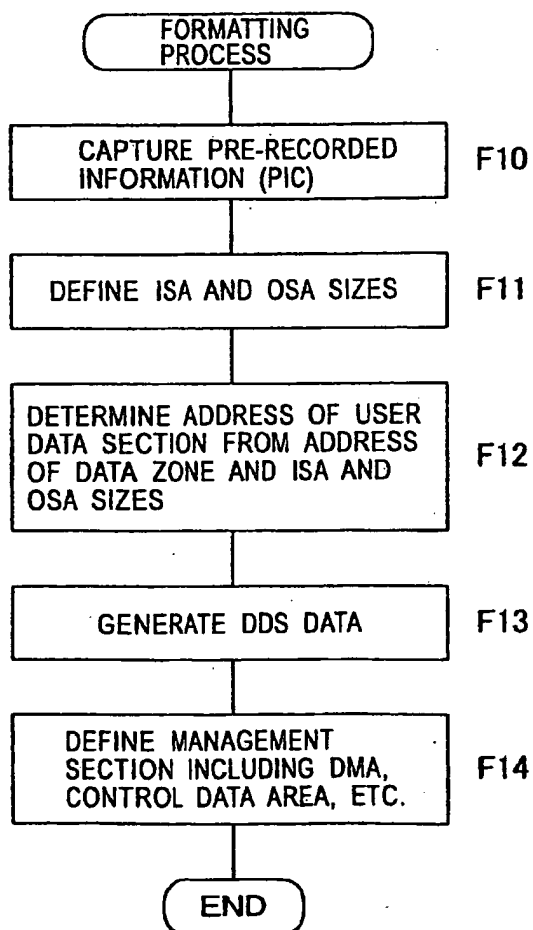 FORMATTING
PROCESS
CAPTURE PRE-RECORDED
INFORMATION (PIC)
F10
DEFINE ISA AND OSA SIZES
F11
DETERMINE ADDRESS OF USER
DATA SECTION FROM ADDRESS
OF DATA ZONE AND ISA AND
OSA SIZES
F12
GENERATE DDS DATA
F13
DEFINE MANAGEMENT
SECTION INCLUDING DMA,
CONTROL DATA AREA, ETC.
F14
END